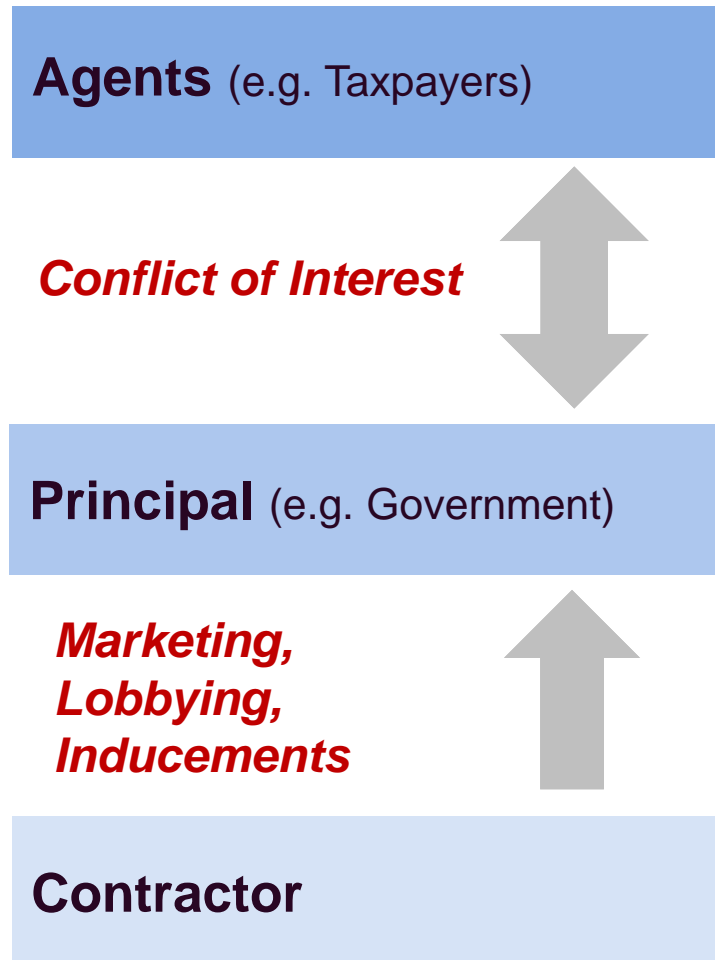 Agents (e.g. Taxpayers)
Conflict of Interest
Principal (e.g. Government)
Marketing,
Lobbying,
Inducements
Contractor